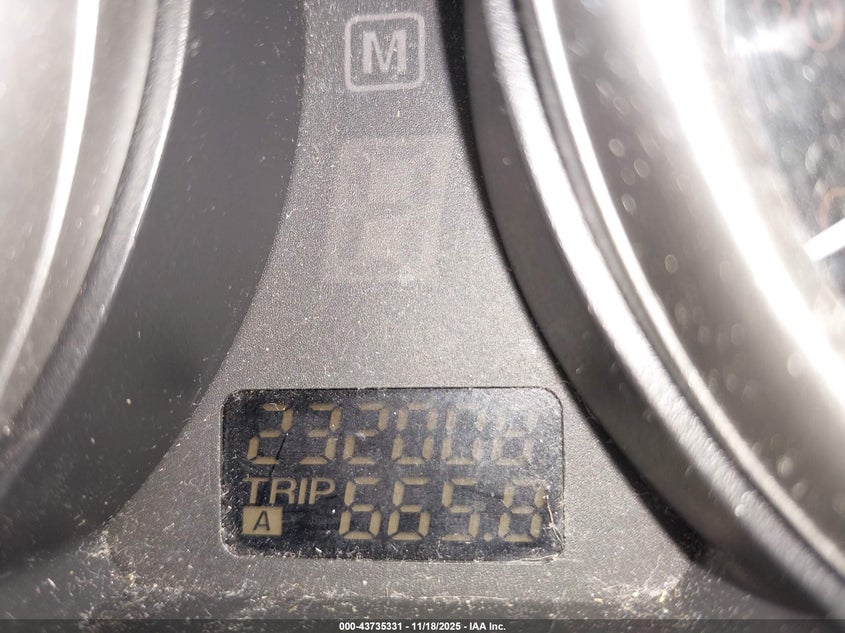 M
232008
TRIP 665.8
A
000-43735331 - 11/18/2025 - IAA Inc.